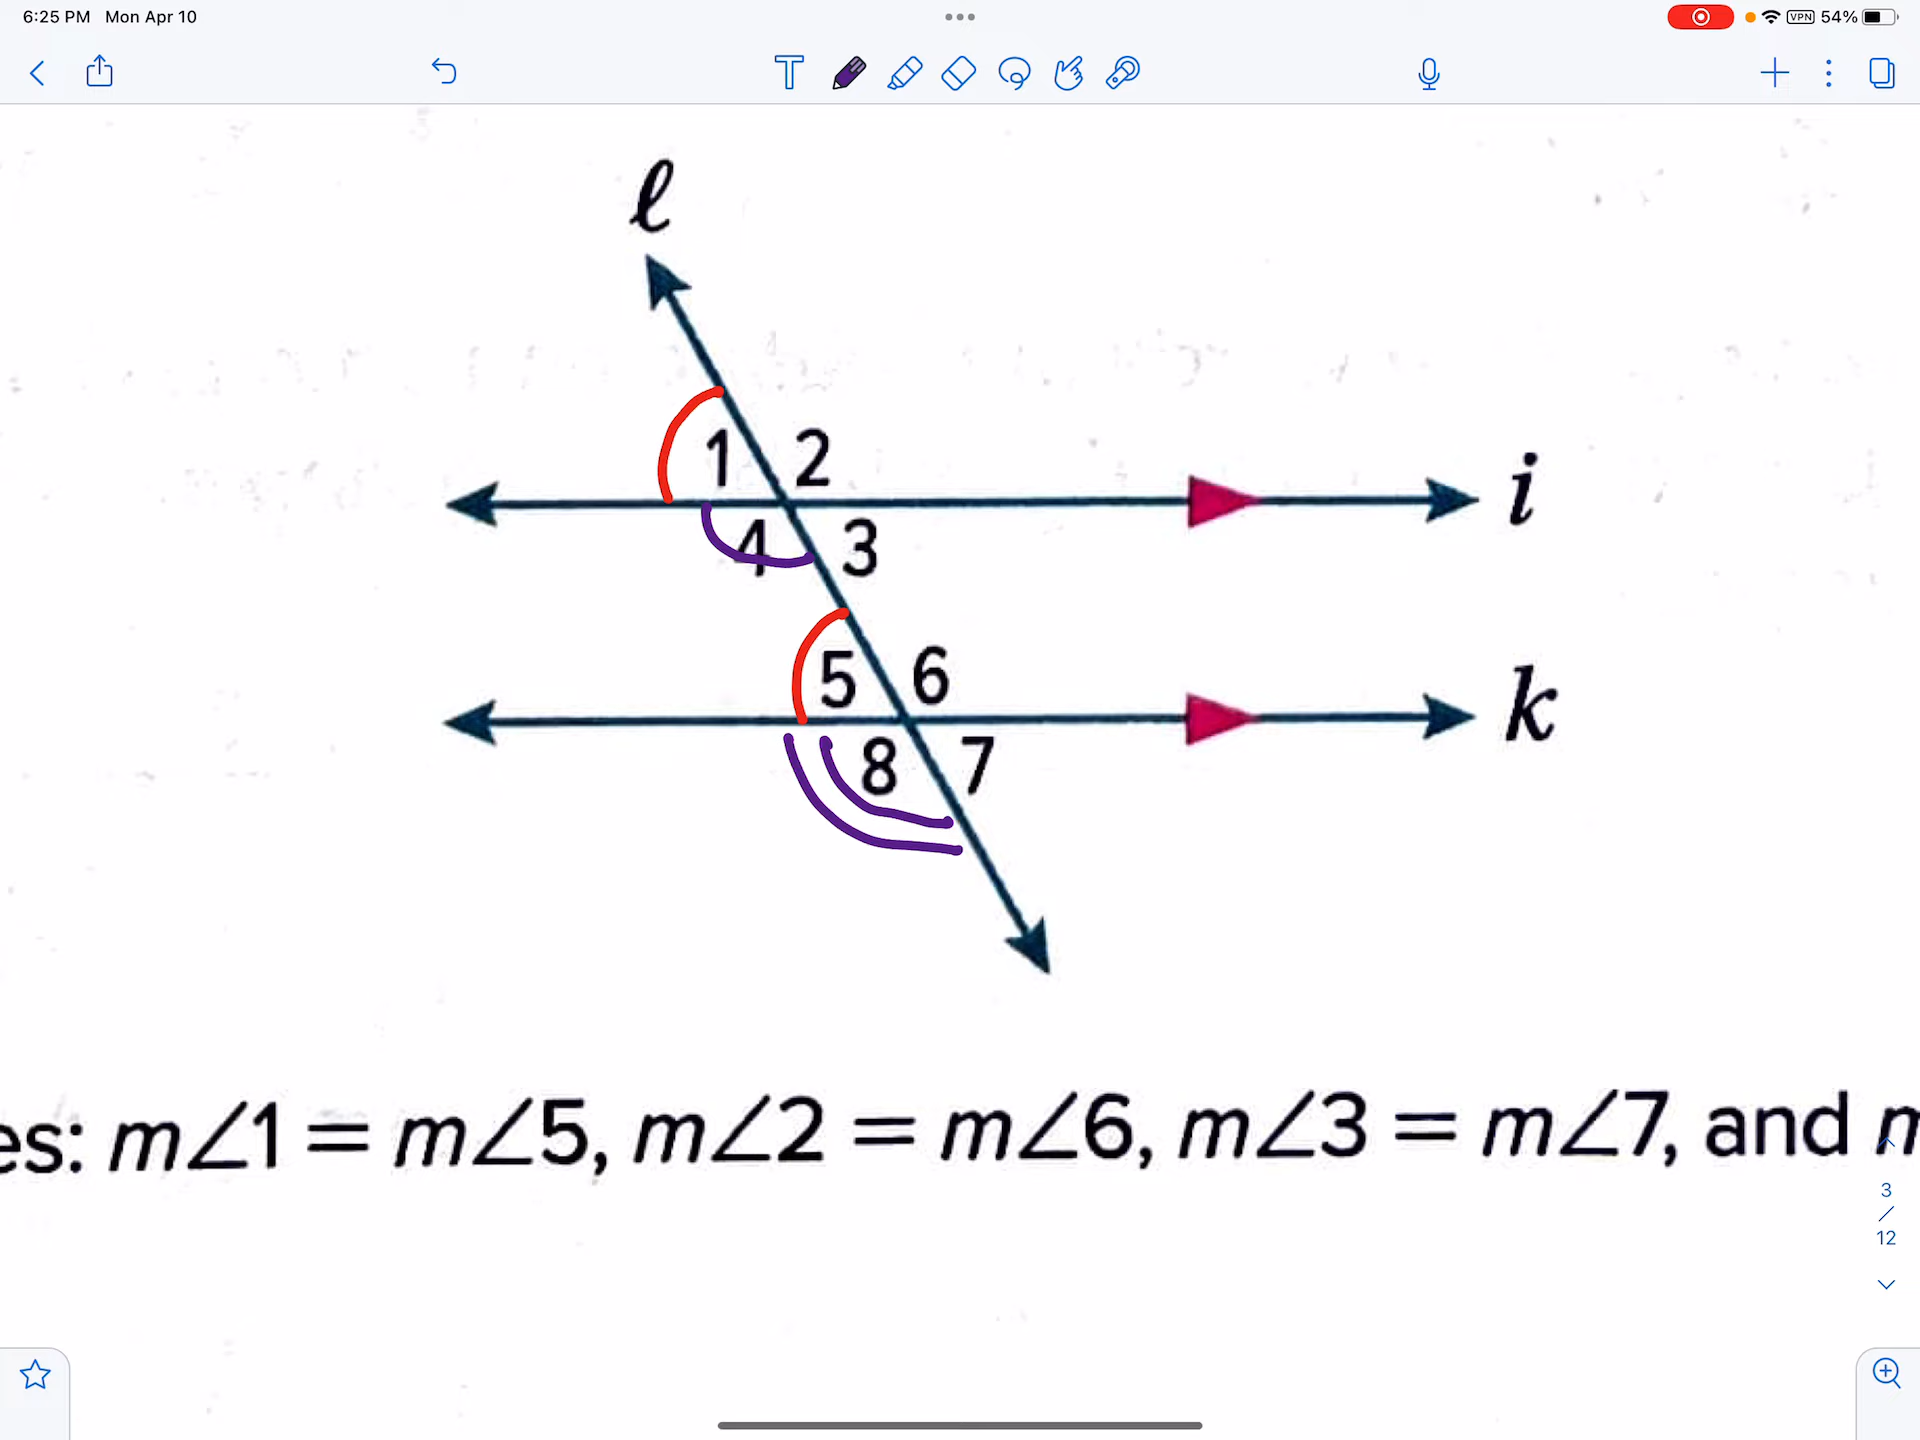 6:25 PM Mon Apr 10
VPN 54%
T
ℓ
1 2
i
4 3
5 6
k
8 7
es: m∠1 = m∠5, m∠2 = m∠6, m∠3 = m∠7, and m
3
/
12